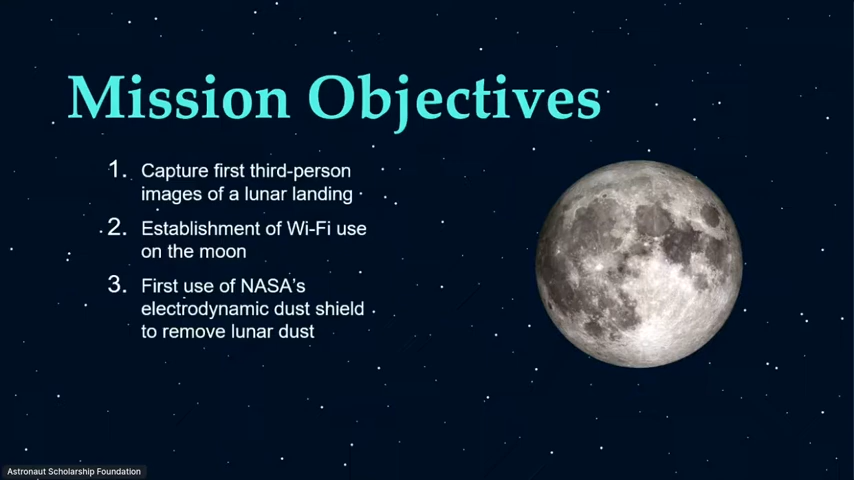 Mission Objectives
1. Capture first third-person
images of a lunar landing
2. Establishment of Wi-Fi use
on the moon
3. First use of NASA's
electrodynamic dust shield
to remove lunar dust
Astronaut Scholarship Foundation